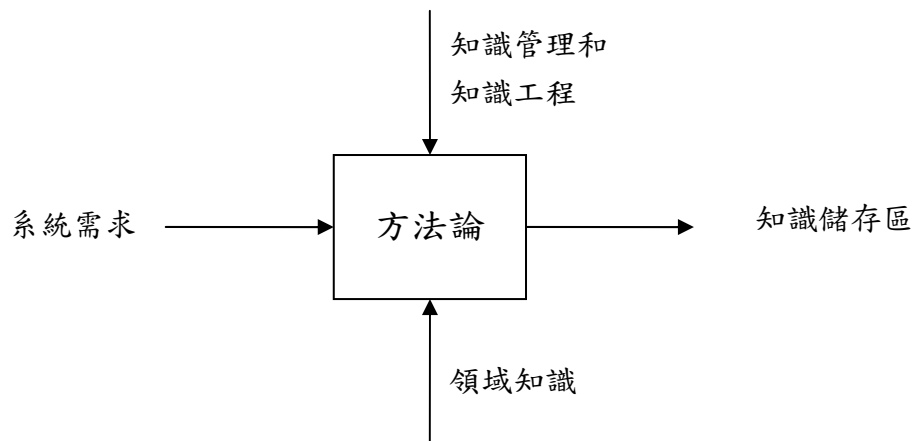 知識管理和
知識工程
系統需求
方法論
知識儲存區
領域知識